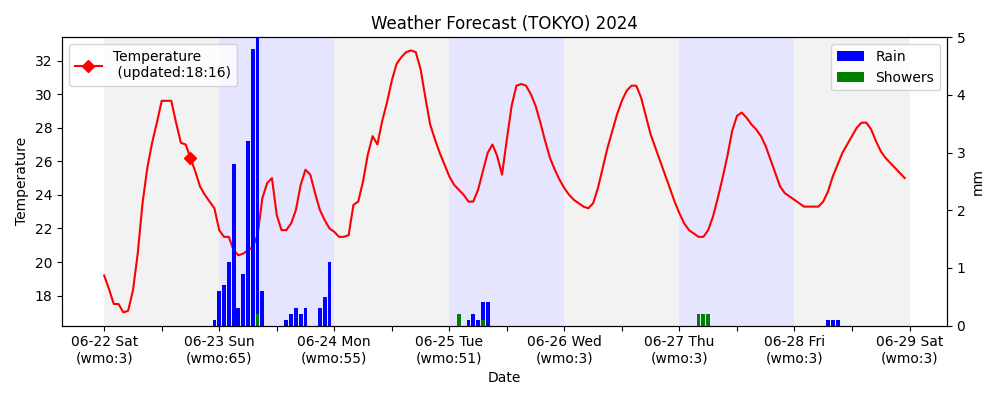 Weather Forecast (TOKYO) 2024
Temperature
(updated:18:16)
Rain
Showers
Temperature
32
30
28
26
24
22
20
18
5
4
3
2
1
0
mm
06-22 Sat
(wmo:3)
06-23 Sun
(wmo:65)
06-24 Mon
(wmo:55)
06-25 Tue
(wmo:51)
06-26 Wed
(wmo:3)
06-27 Thu
(wmo:3)
06-28 Fri
(wmo:3)
06-29 Sat
(wmo:3)
Date